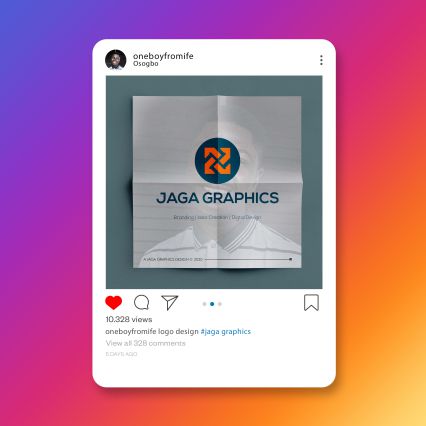 oneboyfromife
Osogbo
JAGA GRAPHICS
Branding | Logo Creation | Digital Design
A JAGA GRAPHICS DESIGN © 2020
10.328 views
oneboyfromife logo design #jaga graphics
View all 328 comments
5 DAYS AGO